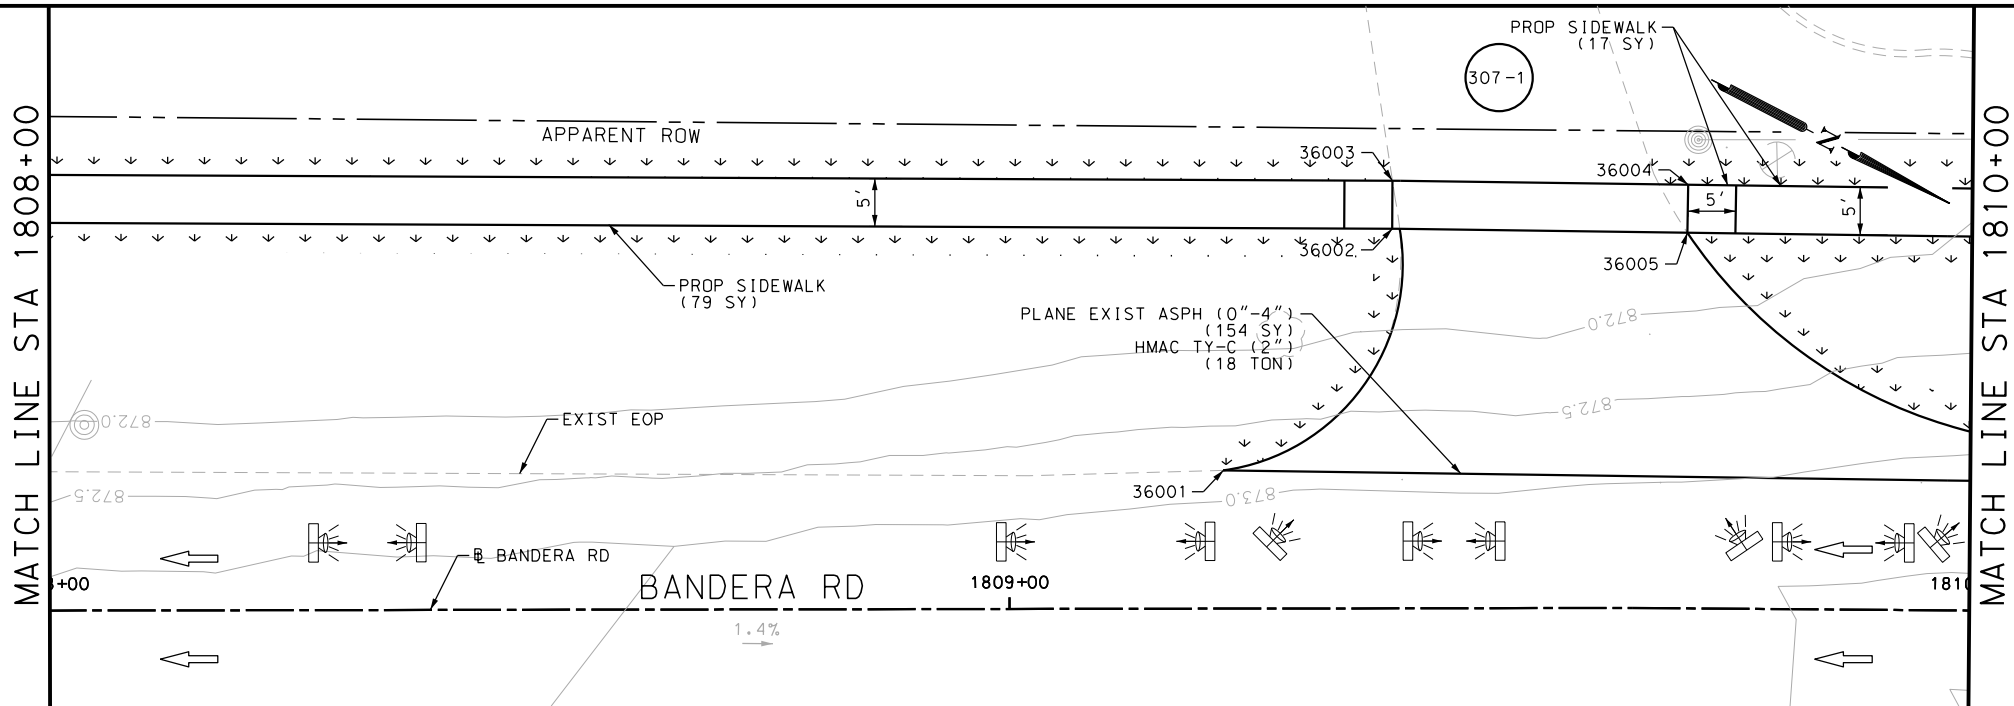 MATCH LINE STA 1808+00
PROP SIDEWALK
(17 SY)
307-1
APPARENT ROW
36003
36004
5'
5'
5'
36002
36005
PROP SIDEWALK
(79 SY)
PLANE EXIST ASPH (0"-4")
(154 SY)
HMAC TY-C (2")
(18 TON)
872.0
872.0
872.5
EXIST EOP
872.5
36001
873.0
BL BANDERA RD
+00
BANDERA RD
1809+00
1810
1.4%
N
MATCH LINE STA 1810+00